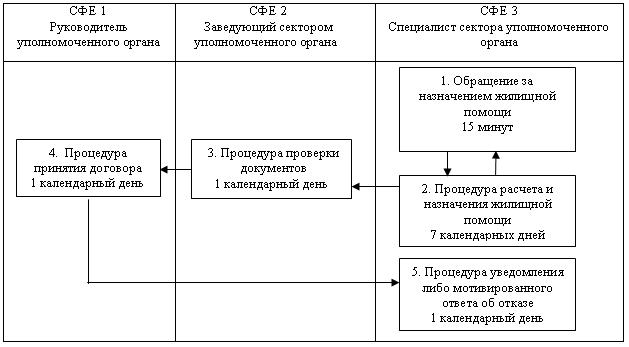 СФЕ 1
Руководитель
уполномоченного органа
СФЕ 2
Заведующий сектором
уполномоченного органа
СФЕ 3
Специалист сектора уполномоченного
органа
1. Обращение за
назначением жилищной
помощи
15 минут
4. Процедура
принятия договора
1 календарный день
3. Процедура проверки
документов
1 календарный день
2. Процедура расчета и
назначения жилищной
помощи
7 календарных дней
5. Процедура уведомления
либо мотивированного
ответа об отказе
1 календарный день